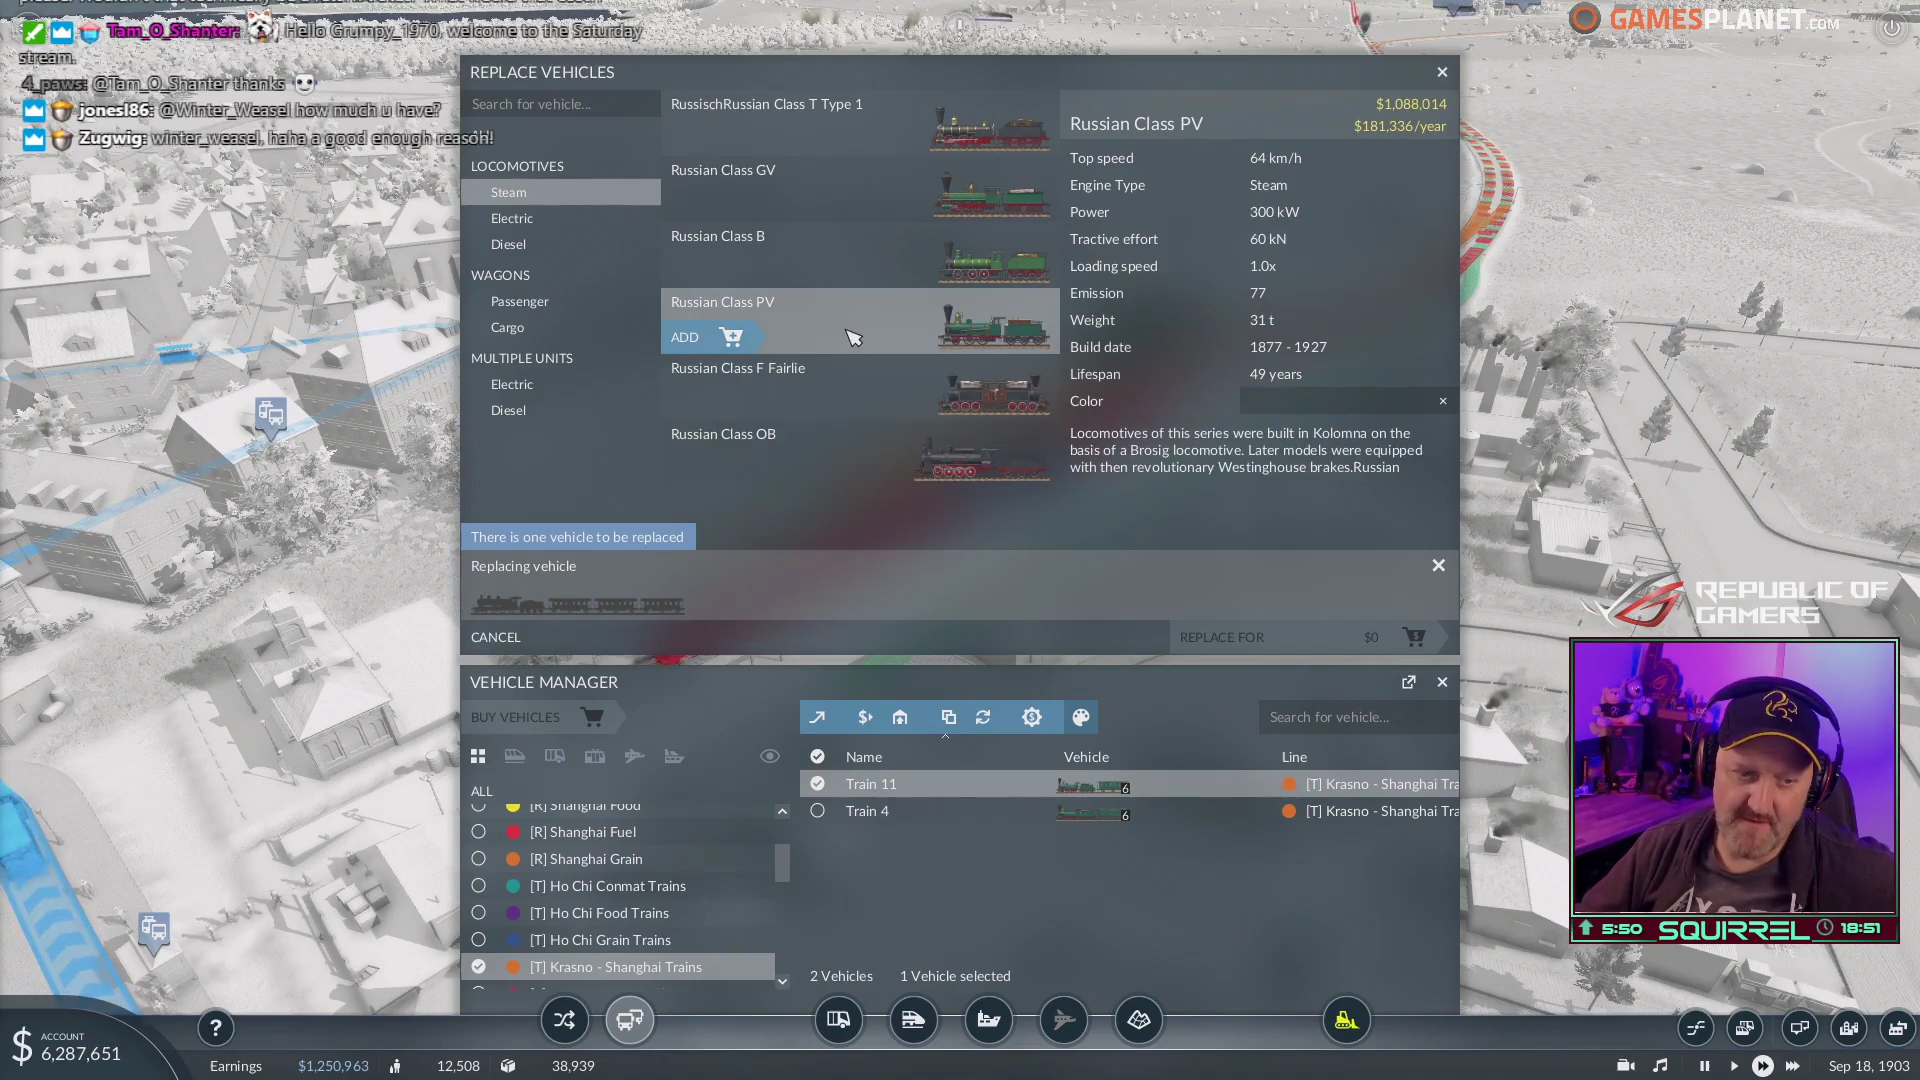 Tam_O_Shanter: Hello Grumpy_1970, welcome to the Saturday
stream.
4_paws: @Tam_O_Shanter thanks
jonesl86: @Winter_Weasel how much u have?
Zugwig: winter_weasel, haha a good enough reason!
GAMESPLANET.COM
REPLACE VEHICLES
Search for vehicle...
ALL
LOCOMOTIVES
Steam
Electric
Diesel
WAGONS
Passenger
Cargo
MULTIPLE UNITS
Electric
Diesel
RussischRussian Class T Type 1
Russian Class GV
Russian Class B
Russian Class PV
ADD
Russian Class F Fairlie
Russian Class OB
$1,088,014
Russian Class PV
$181,336/year
Top speed 64 km/h
Engine Type Steam
Power 300 kW
Tractive effort 60 kN
Loading speed 1.0x
Emission 77
Weight 31 t
Build date 1877 - 1927
Lifespan 49 years
Color
Locomotives of this series were built in Kolomna on the
basis of a Brosig locomotive. Later models were equipped
with then revolutionary Westinghouse brakes.Russian
There is one vehicle to be replaced
Replacing vehicle
CANCEL
REPLACE FOR $0
VEHICLE MANAGER
BUY VEHICLES
Search for vehicle...
ALL
[R] Shanghai Food
[R] Shanghai Fuel
[R] Shanghai Grain
[T] Ho Chi Conmat Trains
[T] Ho Chi Food Trains
[T] Ho Chi Grain Trains
[T] Krasno - Shanghai Trains
Name Vehicle Line
Train 11 6 [T] Krasno - Shanghai Tra
Train 4 6 [T] Krasno - Shanghai Tra
2 Vehicles 1 Vehicle selected
REPUBLIC OF
GAMERS
5:50 SQUIRREL 18:51
?
$ ACCOUNT
6,287,651
Earnings $1,250,963 12,508 38,939
Sep 18, 1903